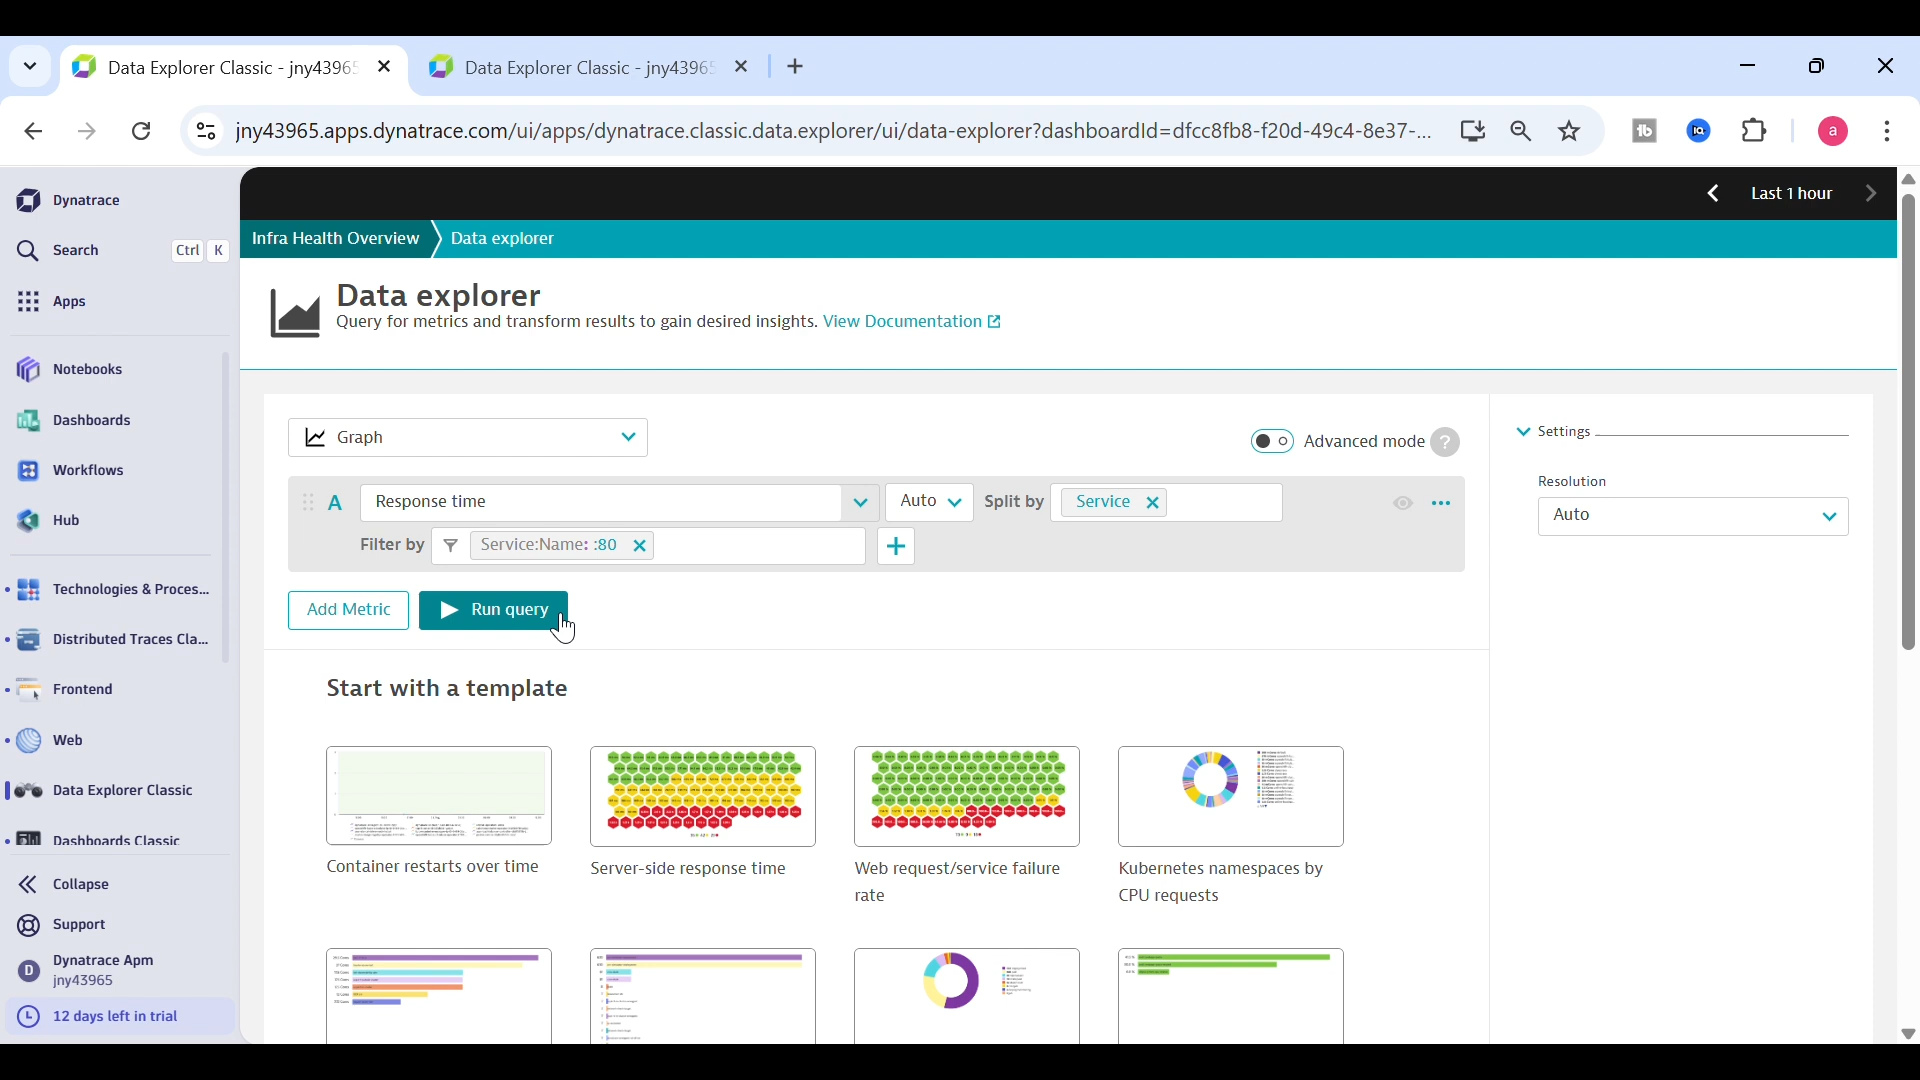 Data Explorer Classic - jny4396
Data Explorer Classic - jny4396
jny43965.apps.dynatrace.com/ui/apps/dynatrace.classic.data.explorer/ui/data-explorer?dashboardId=dfcc8fb8-f20d-49c4-8e37-...
a
Dynatrace
Search Ctrl K
Apps
Notebooks
Dashboards
Workflows
Hub
Technologies & Proces...
Distributed Traces Cla...
Frontend
Web
Data Explorer Classic
Dashboards Classic
Collapse
Support
D Dynatrace Apm
jny43965
12 days left in trial
Last 1 hour
Infra Health Overview Data explorer
Data explorer
Query for metrics and transform results to gain desired insights. View Documentation
Graph
Advanced mode ?
A Response time Auto Split by Service
Filter by Service:Name: :80
Add Metric Run query
Settings
Resolution
Auto
Start with a template
Container restarts over time
Server-side response time
Web request/service failure
rate
Kubernetes namespaces by
CPU requests